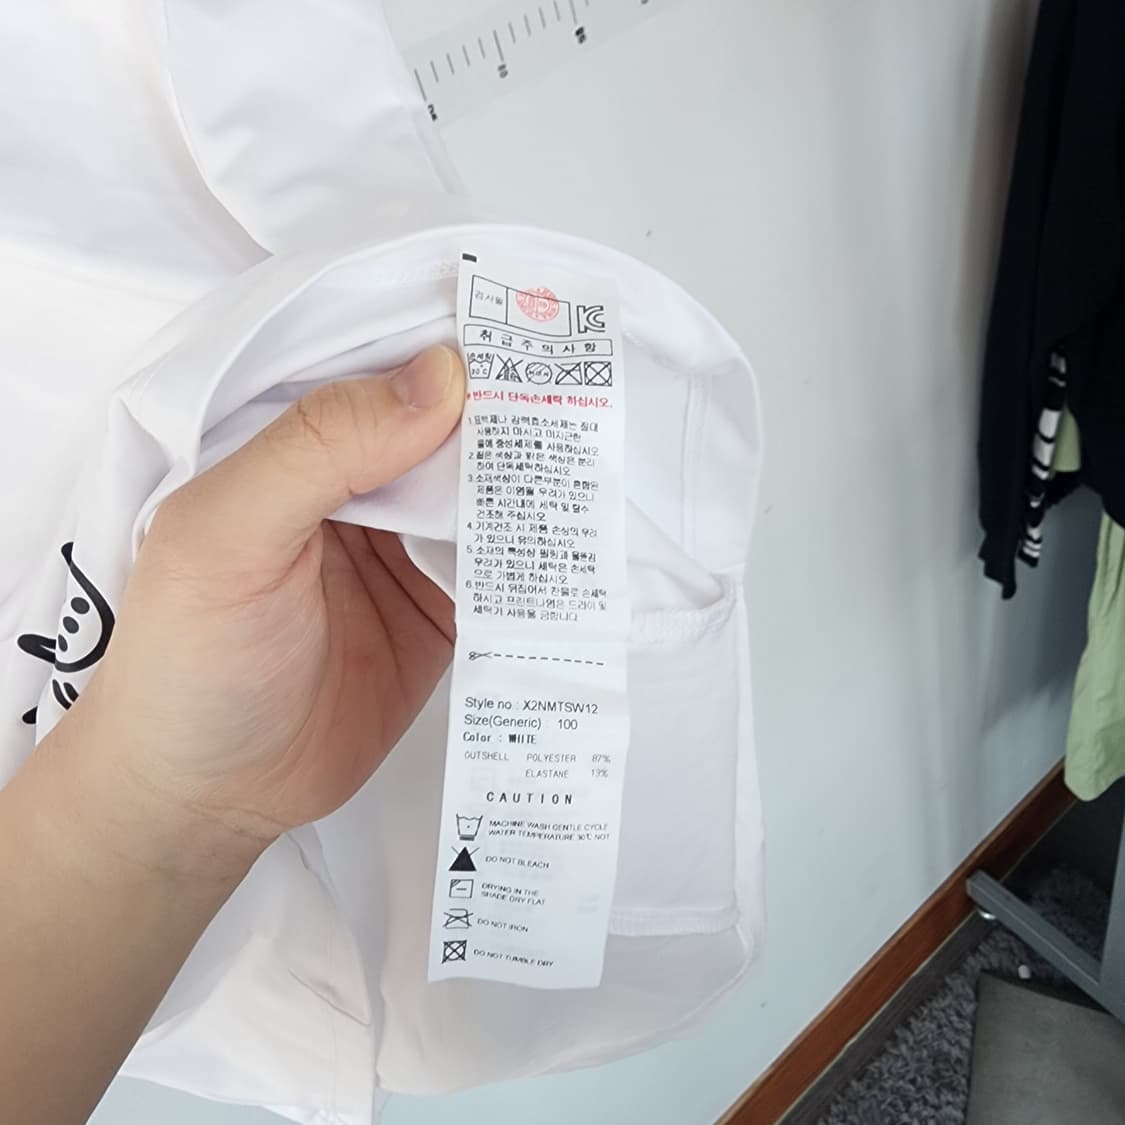 검사필
취급주의사항
손세탁
30℃
*반드시 단독손세탁 하십시오.
1.표백제나 강력효소세제는 절대
사용하지 마시고 미지근한
물에 중성세제를 사용하십시오
2.짙은 색상과 밝은 색상은 분리
하여 단독세탁하십시오
3.소재색상이 다른부분이 혼합된
제품은 이염될 우려가 있으니
빠른 시간내에 세탁 및 탈수
건조해 주십시오
4.기계건조 시 제품 손상의 우려
가 있으니 유의하십시오
5.소재의 특성상 필링과 올뜯김
우려가 있으니 세탁은 손세탁
으로 가볍게 하십시오
6.반드시 뒤집어서 찬물로 손세탁
하시고 프린트나염은 드라이 및
세탁기 사용을 금합니다
Style no : X2NMTSW12
Size(Generic) : 100
Color : WHITE
OUTSHELL POLYESTER 87%
ELASTANE 13%
CAUTION
MACHINE WASH GENTLE CYCLE
WATER TEMPERATURE 30℃ NOT
DO NOT BLEACH
DRYING IN THE
SHADE DRY FLAT
DO NOT IRON
DO NOT TUMBLE DRY